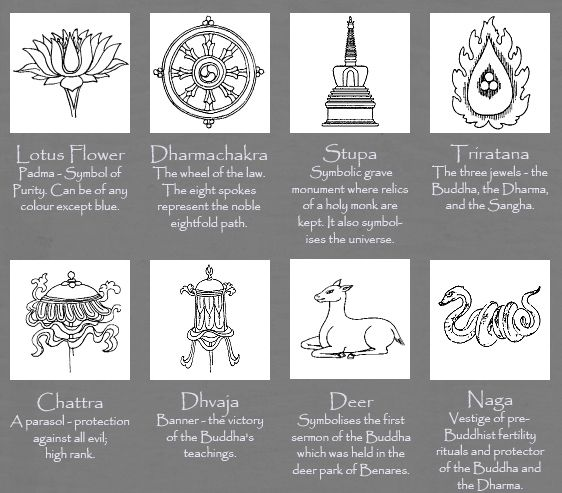 Lotus Flower
Padma - Symbol of
Purity. Can be of any
colour except blue.
Dharmachakra
The wheel of the law.
The eight spokes
represent the noble
eightfold path.
Stupa
Symbolic grave
monument where relics
of a holy monk are
kept. It also symbol-
ises the universe.
Triratana
The three jewels - the
Buddha, the Dharma,
and the Sangha.
Chattra
A parasol - protection
against all evil;
high rank.
Dhvaja
Banner - the victory
of the Buddha's
teachings.
Deer
Symbolises the first
sermon of the Buddha
which was held in the
deer park of Benares.
Naga
Vestige of pre-
Buddhist fertility
rituals and protector
of the Buddha and
the Dharma.